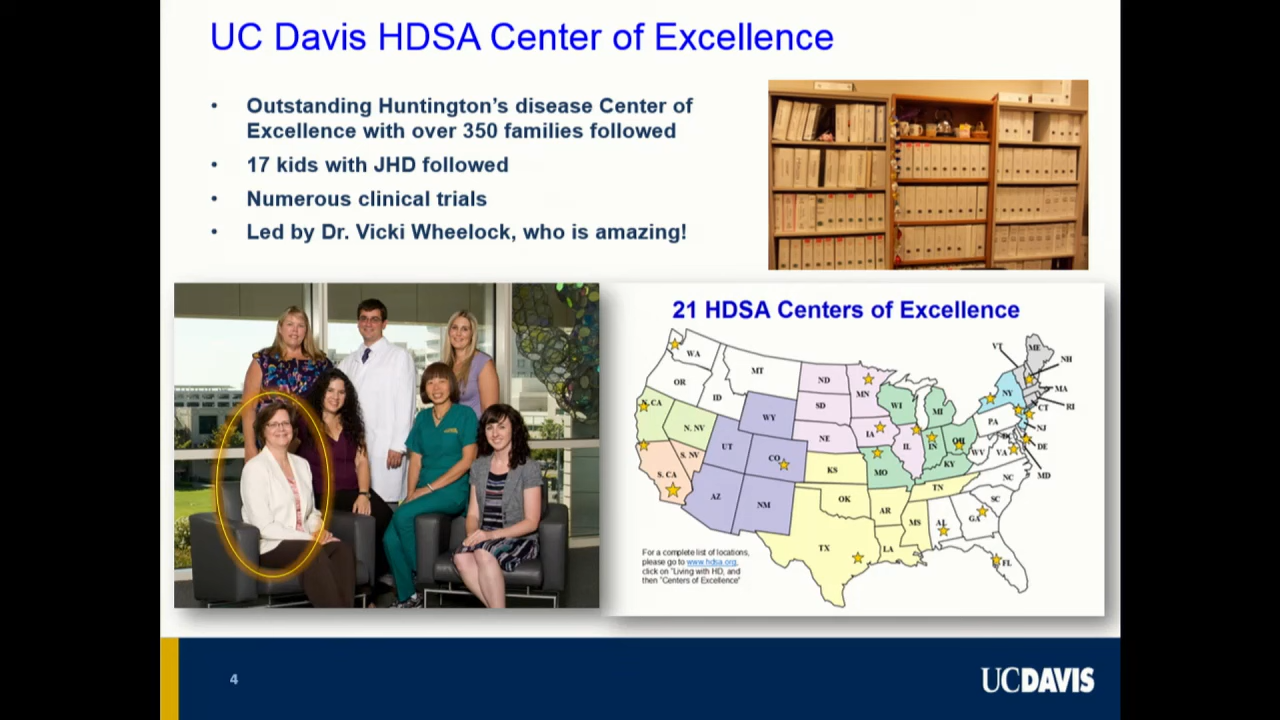 UC Davis HDSA Center of Excellence
• Outstanding Huntington's disease Center of
Excellence with over 350 families followed
• 17 kids with JHD followed
• Numerous clinical trials
• Led by Dr. Vicki Wheelock, who is amazing!
21 HDSA Centers of Excellence
WA
OR
ID
MT
ND
SD
NE
MN
IA
WI
MI
IL
IN
OH
KY
MO
N. CA
N. NV
S. CA
S. NV
WY
UT
CO
AZ
NM
KS
OK
TX
AR
LA
MS
TN
AL
GA
FL
SC
NC
VA
WV
PA
NY
VT
ME
NH
MA
RI
CT
NJ
DE
MD
DC
For a complete list of locations,
please go to www.hdsa.org,
click on "Living with HD, and
then "Centers of Excellence"
4
UCDAVIS